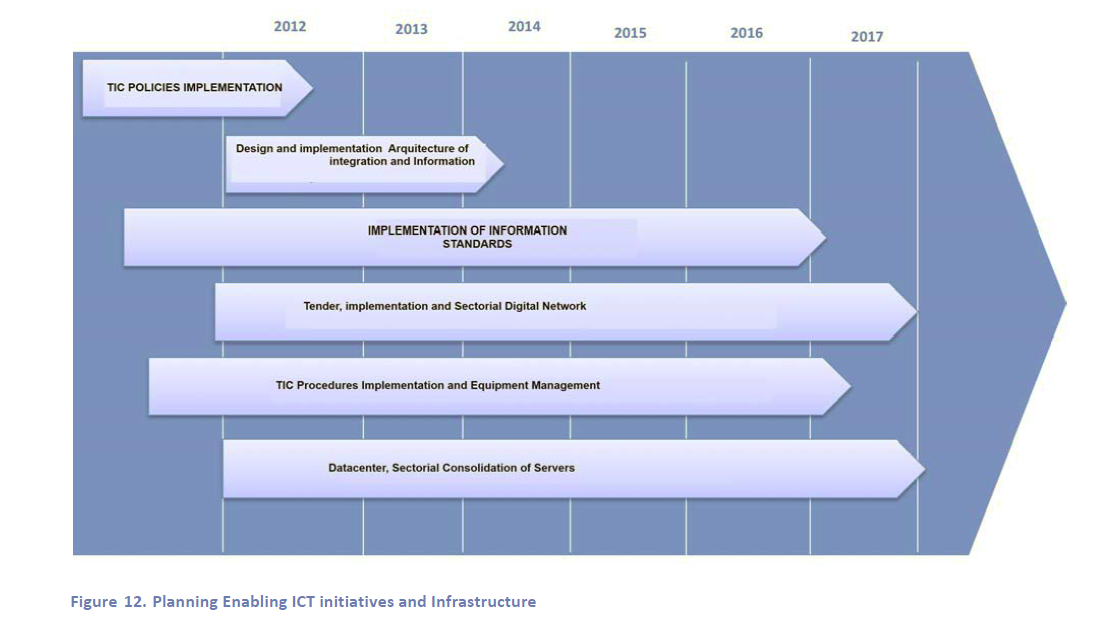 2012 2013 2014 2015 2016 2017
TIC POLICIES IMPLEMENTATION
Design and implementation Arquitecture of
integration and Information
IMPLEMENTATION OF INFORMATION
STANDARDS
Tender, implementation and Sectorial Digital Network
TIC Procedures Implementation and Equipment Management
Datacenter, Sectorial Consolidation of Servers
Figure 12. Planning Enabling ICT initiatives and Infrastructure